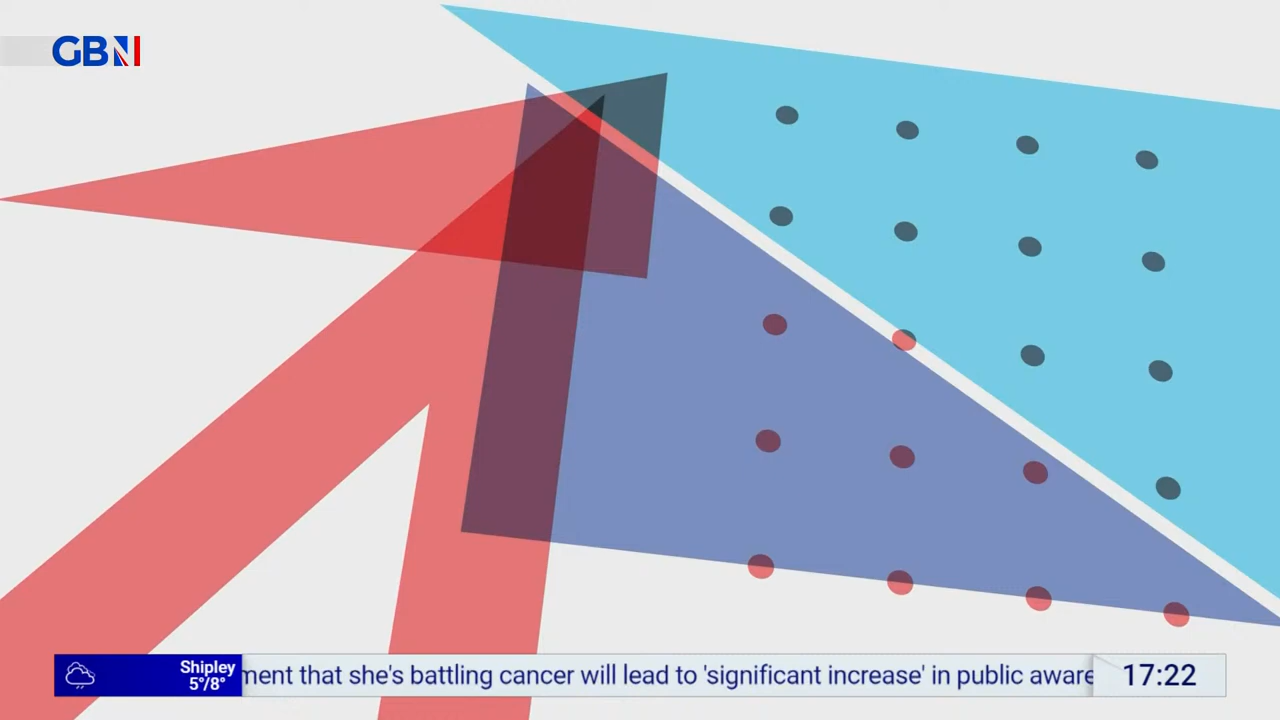 GBN
Shipley
5°/8°
ment that she's battling cancer will lead to 'significant increase' in public aware
17:22